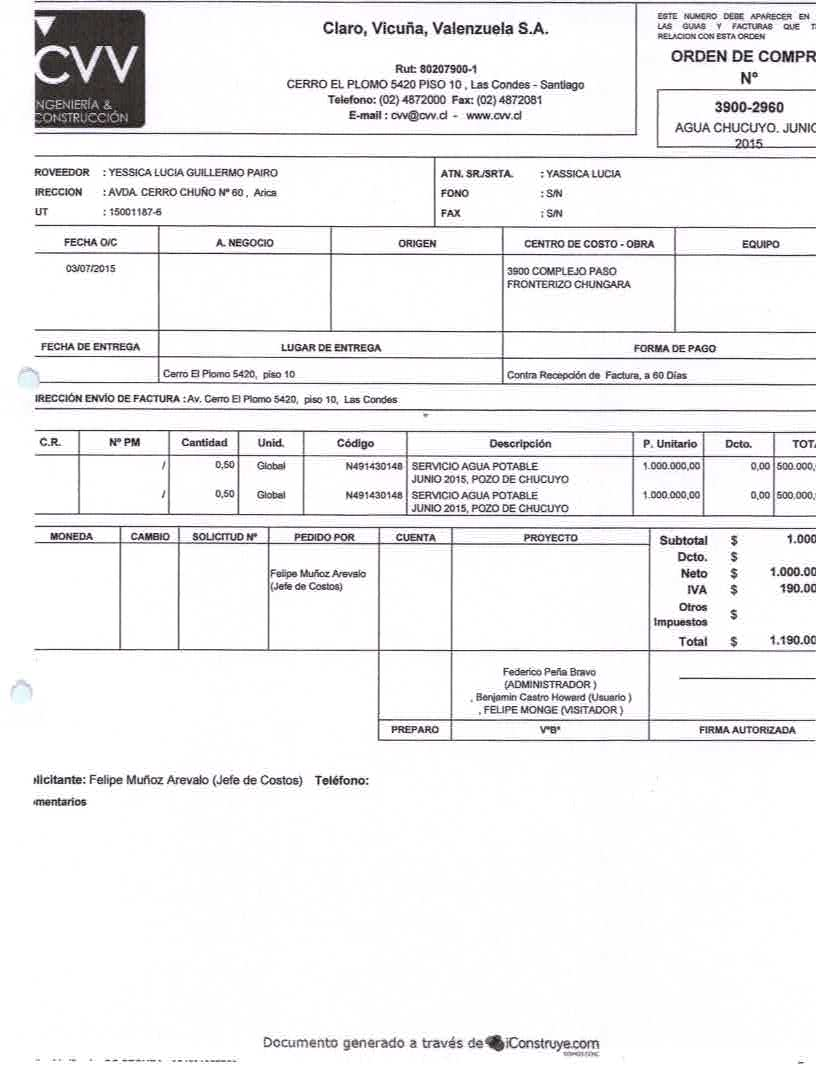 CVV
NGENIERÍA &
CONSTRUCCIÓN
Claro, Vicuña, Valenzuela S.A.
Rut: 80207900-1
CERRO EL PLOMO 5420 PISO 10 , Las Condes - Santiago
Telefono: (02) 4872000 Fax: (02) 4872081
E-mail : cvv@cvv.cl - www.cvv.cl
ESTE NUMERO DEBE APARECER EN
LAS GUIAS Y FACTURAS QUE T
RELACION CON ESTA ORDEN
ORDEN DE COMPR
Nº
3900-2960
AGUA CHUCUYO. JUNIO
2015
ROVEEDOR : YESSICA LUCIA GUILLERMO PAIRO
IRECCION : AVDA. CERRO CHUÑO Nº 60 , Arica
UT : 15001187-6
ATN. SR./SRTA. : YASSICA LUCIA
FONO : S/N
FAX : S/N
FECHA O/C A. NEGOCIO ORIGEN CENTRO DE COSTO - OBRA EQUIPO
03/07/2015 3900 COMPLEJO PASO
FRONTERIZO CHUNGARA
FECHA DE ENTREGA LUGAR DE ENTREGA FORMA DE PAGO
Cerro El Plomo 5420, piso 10 Contra Recepción de Factura, a 60 Días
IRECCIÓN ENVÍO DE FACTURA : Av. Cerro El Plomo 5420, piso 10, Las Condes
C.R. Nº PM Cantidad Unid. Código Descripción P. Unitario Dcto. TOTA
/ 0,50 Global N491430148 SERVICIO AGUA POTABLE 1.000.000,00 0,00 500.000,
JUNIO 2015, POZO DE CHUCUYO
/ 0,50 Global N491430148 SERVICIO AGUA POTABLE 1.000.000,00 0,00 500.000,
JUNIO 2015, POZO DE CHUCUYO
MONEDA CAMBIO SOLICITUD Nº PEDIDO POR CUENTA PROYECTO
Felipe Muñoz Arevalo
(Jefe de Costos)
Subtotal $ 1.000
Dcto. $
Neto $ 1.000.00
IVA $ 190.00
Otros
Impuestos $
Total $ 1.190.00
Federico Peña Bravo
(ADMINISTRADOR )
, Benjamin Castro Howard (Usuario )
, FELIPE MONGE (VISITADOR )
PREPARO VºBº FIRMA AUTORIZADA
olicitante: Felipe Muñoz Arevalo (Jefe de Costos) Teléfono:
omentarios
Documento generado a través de iConstruye.com